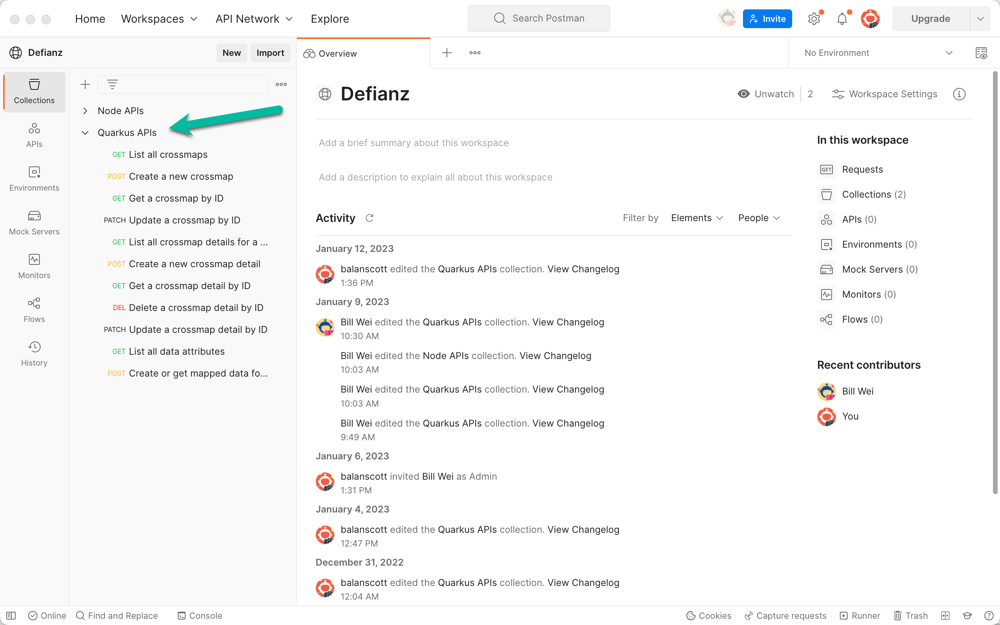 Home
Workspaces
API Network
Explore
Search Postman
Invite
Upgrade
Defianz
New
Import
Overview
No Environment
Collections
APIs
Environments
Mock Servers
Monitors
Flows
History
Node APIs
Quarkus APIs
GET List all crossmaps
POST Create a new crossmap
GET Get a crossmap by ID
PATCH Update a crossmap by ID
GET List all crossmap details for a ...
POST Create a new crossmap detail
GET Get a crossmap detail by ID
DEL Delete a crossmap detail by ID
PATCH Update a crossmap detail by ID
GET List all data attributes
POST Create or get mapped data fo...
Defianz
Unwatch 2
Workspace Settings
Add a brief summary about this workspace
Add a description to explain all about this workspace
Activity
Filter by Elements People
January 12, 2023
balanscott edited the Quarkus APIs collection. View Changelog
1:36 PM
January 9, 2023
Bill Wei edited the Quarkus APIs collection. View Changelog
10:30 AM
Bill Wei edited the Node APIs collection. View Changelog
10:03 AM
Bill Wei edited the Quarkus APIs collection. View Changelog
10:03 AM
Bill Wei edited the Quarkus APIs collection. View Changelog
9:49 AM
January 6, 2023
balanscott invited Bill Wei as Admin
1:31 PM
January 4, 2023
balanscott edited the Quarkus APIs collection. View Changelog
12:47 PM
December 31, 2022
balanscott edited the Quarkus APIs collection. View Changelog
12:04 AM
In this workspace
GET Requests
Collections (2)
APIs (0)
Environments (0)
Mock Servers (0)
Monitors (0)
Flows (0)
Recent contributors
Bill Wei
You
Online
Find and Replace
Console
Cookies
Capture requests
Runner
Trash